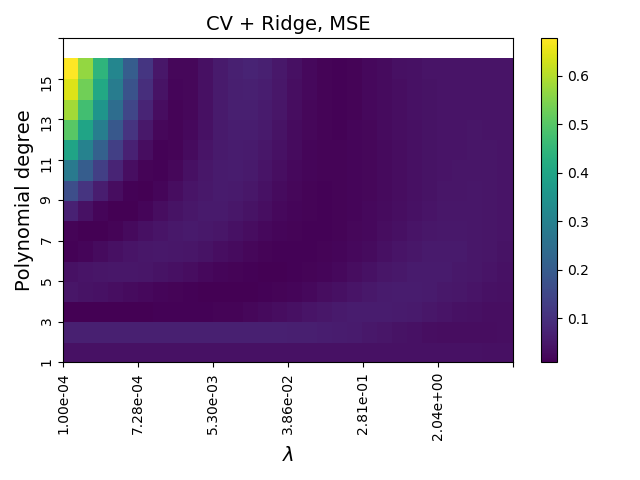 CV + Ridge, MSE
Polynomial degree
15
13
11
9
7
5
3
1
1.00e-04
7.28e-04
5.30e-03
3.86e-02
2.81e-01
2.04e+00
λ
0.6
0.5
0.4
0.3
0.2
0.1